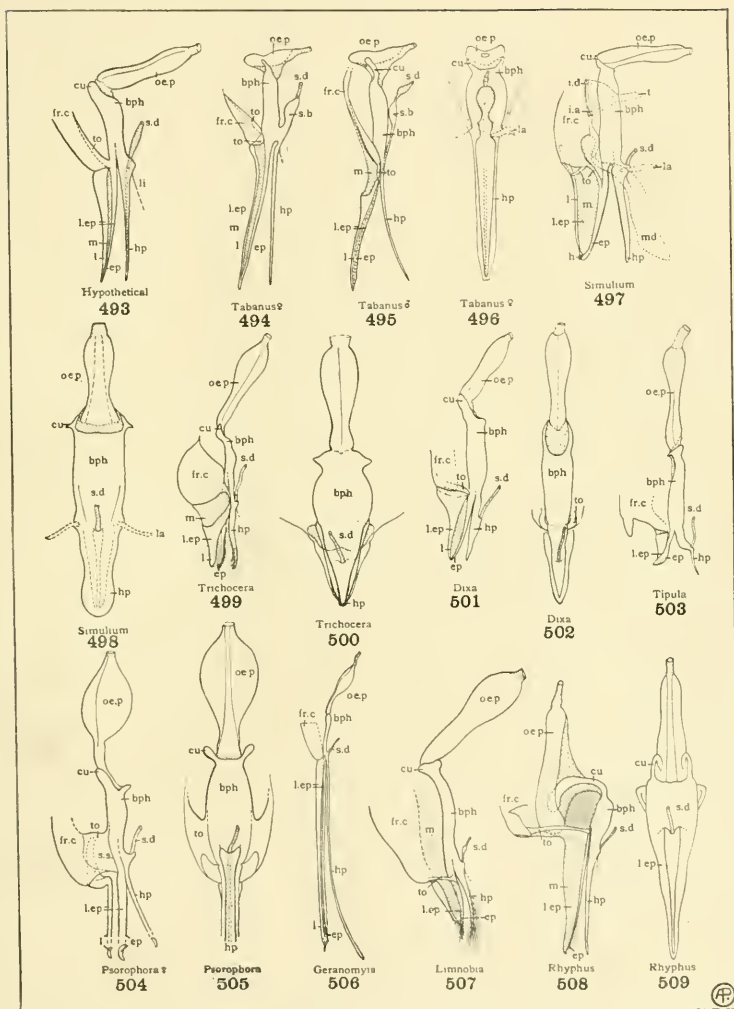 oe.p
cu
oe.p
bph
fr.c
to
s.d
li
l.ep
m
l
hp
ep
Hypothetical
493
oe.p
bph
s.d
to
fr.c
s.b
to
l.ep
m
l
hp
ep
Tabanus♀
494
oe.p
cu
s.d
fr.c
s.b
bph
m
to
l.ep
l
ep
hp
Tabanus♂
495
oe.p
cu
bph
la
hp
Tabanus♀
496
oe.p
cu
t.d
t
i.a
bph
fr.c
s.d
la
to
l
m
l.ep
md
h
ep
hp
Simulium
497
oe.p
cu
bph
s.d
la
hp
Simulium
498
oe.p
cu
bph
s.d
fr.c
m
hp
l.ep
l
ep
Trichocera
499
bph
s.d
hp
Trichocera
500
oe.p
cu
bph
fr.c
s.d
to
l.ep
hp
l
ep
Dixa
501
bph
to
Dixa
502
oe.p
bph
s.d
fr.c
l.ep
ep
hp
Tipula
503
oe.p
cu
bph
to
fr.c
s.s.
s.d
hp
l.ep
l
ep
Psorophora♀
504
oe.p
cu
bph
to
s.d
hp
Psorophora
505
oe.p
fr.c
bph
s.d
l.ep
hp
l
ep
Geranomyia
506
oe.p
cu
fr.c
m
bph
s.d
to
hp
l.ep
ep
Limnobia
507
oe.p
cu
fr.c
bph
s.d
to
m
l ep
hp
ep
Rhyphus
508
cu
s.d
l ep
Rhyphus
509
AP.